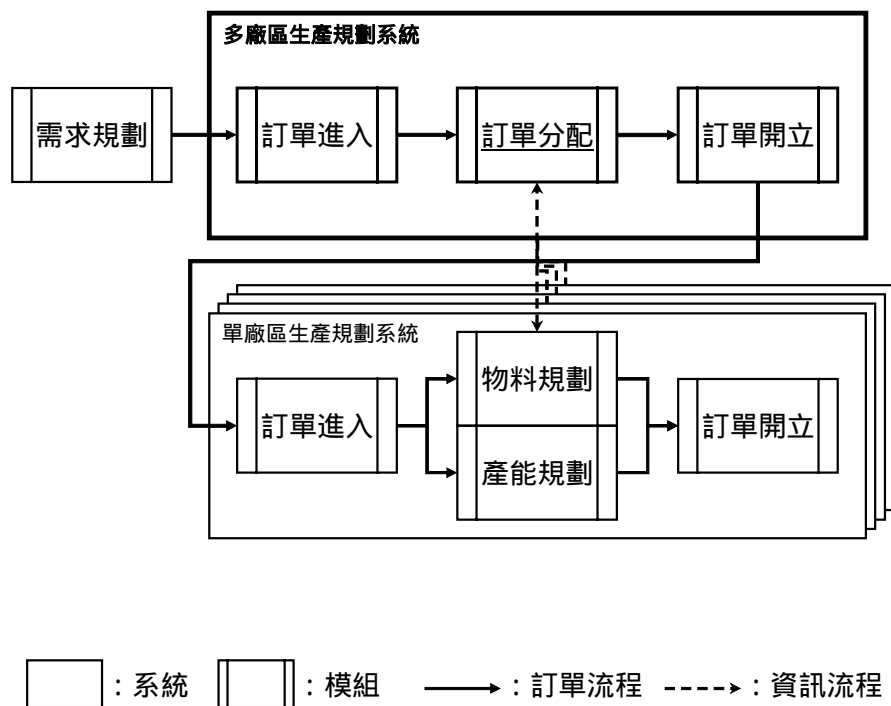 多廠區生產規劃系統
需求規劃
訂單進入
訂單分配
訂單開立
單廠區生產規劃系統
訂單進入
物料規劃
產能規劃
訂單開立
：系統
：模組
：訂單流程
：資訊流程